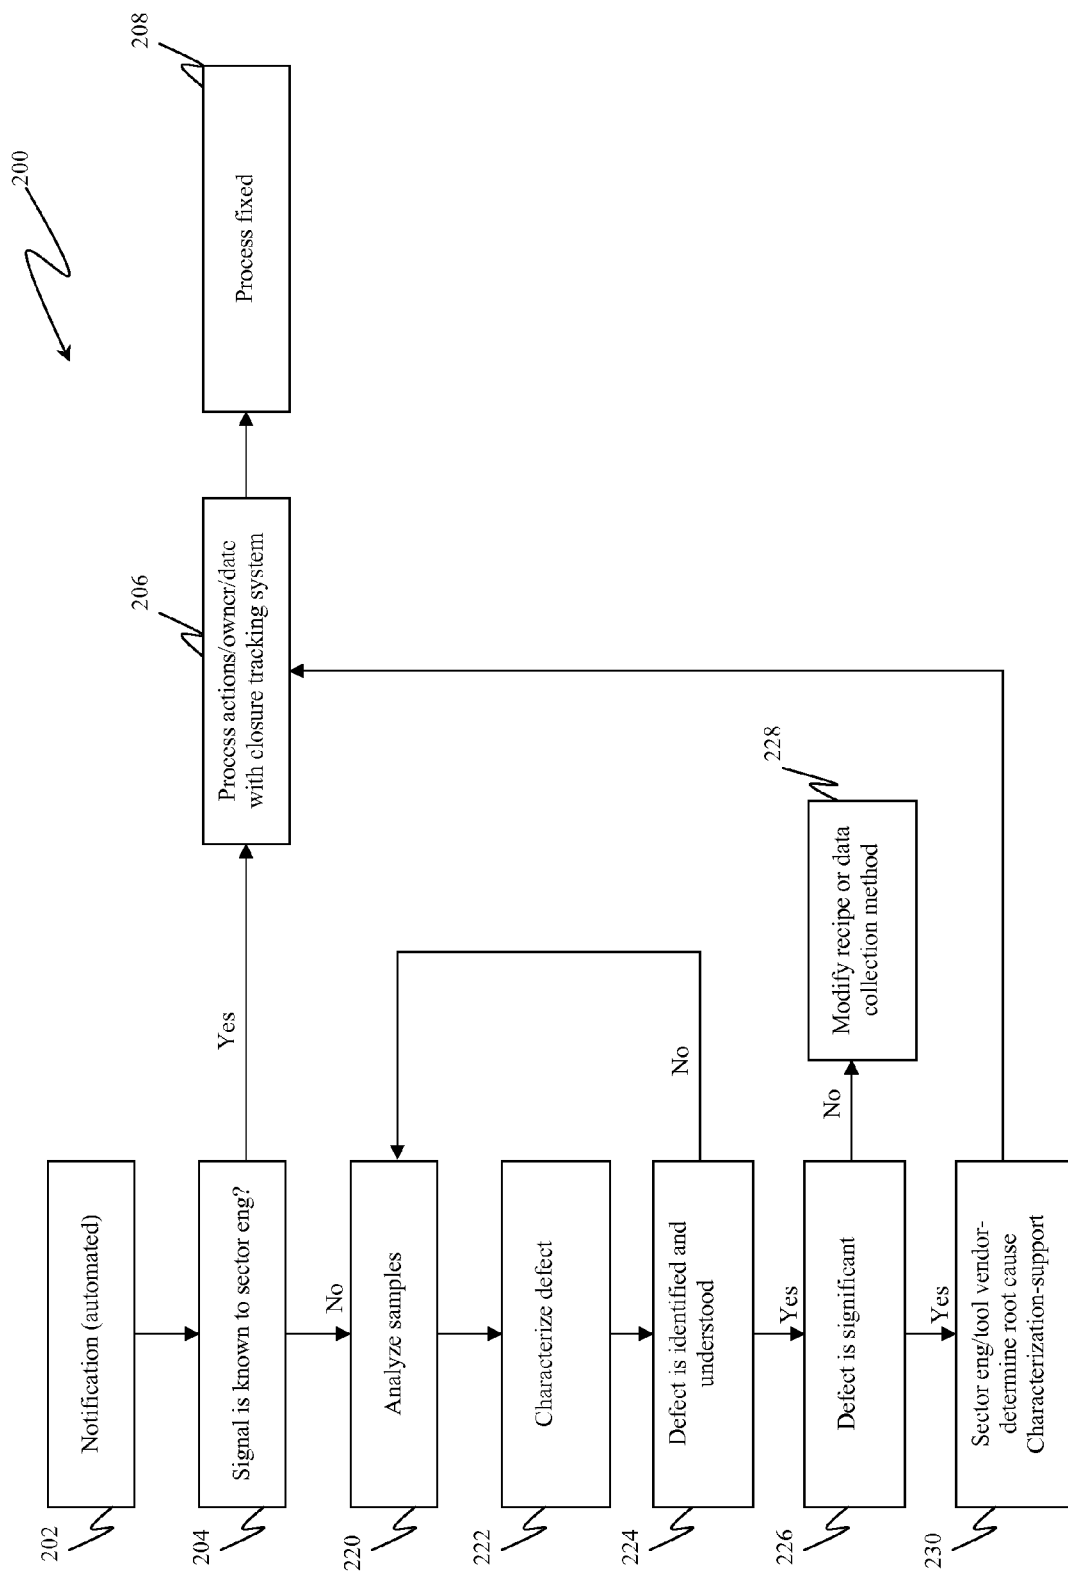 200
202
Notification (automated)
204
Signal is known to sector eng?
Yes
206
Process actions/owner/date
with closure tracking system
208
Process fixed
No
220
Analyze samples
222
Characterize defect
224
Defect is identified and
understood
No
Yes
226
Defect is significant
No
228
Modify recipe or data
collection method
Yes
230
Sector eng/tool vendor-
determine root cause
Characterization-support